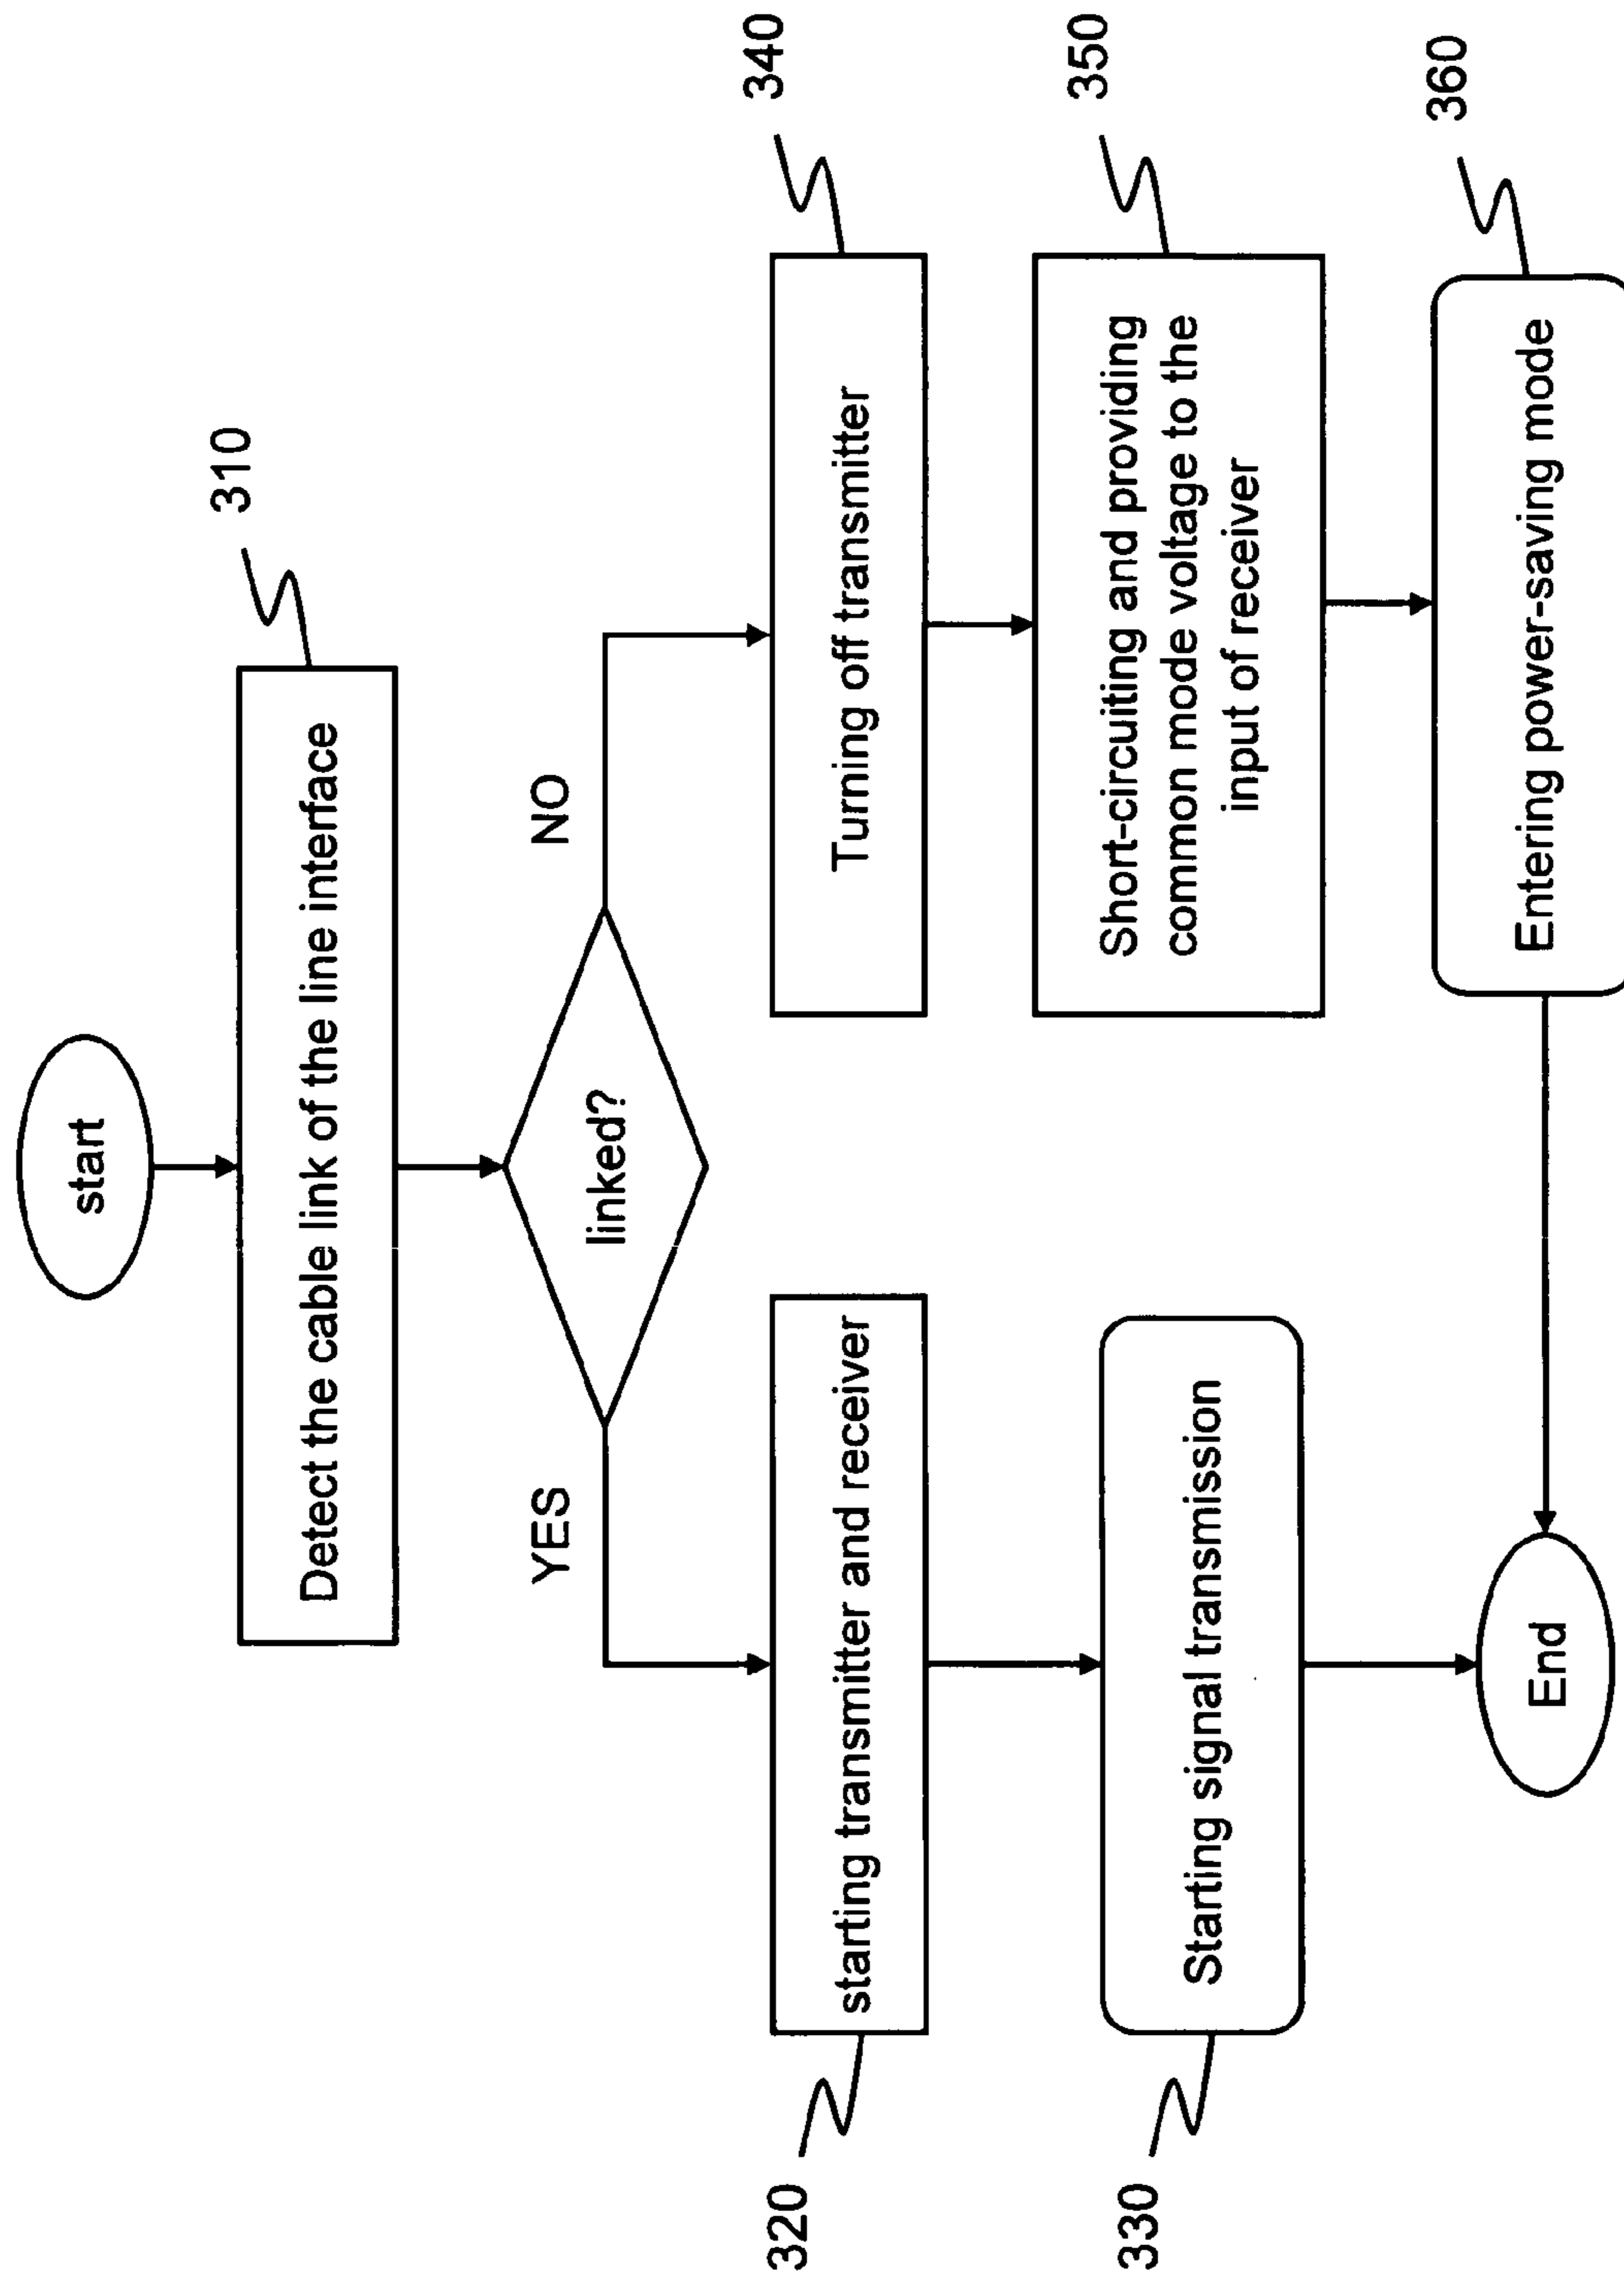 start
310
Detect the cable link of the line interface
linked?
YES
NO
320
starting transmitter and receiver
Turning off transmitter
340
330
Starting signal transmission
Short-circuiting and providing
common mode voltage to the
input of receiver
350
End
Entering power-saving mode
360